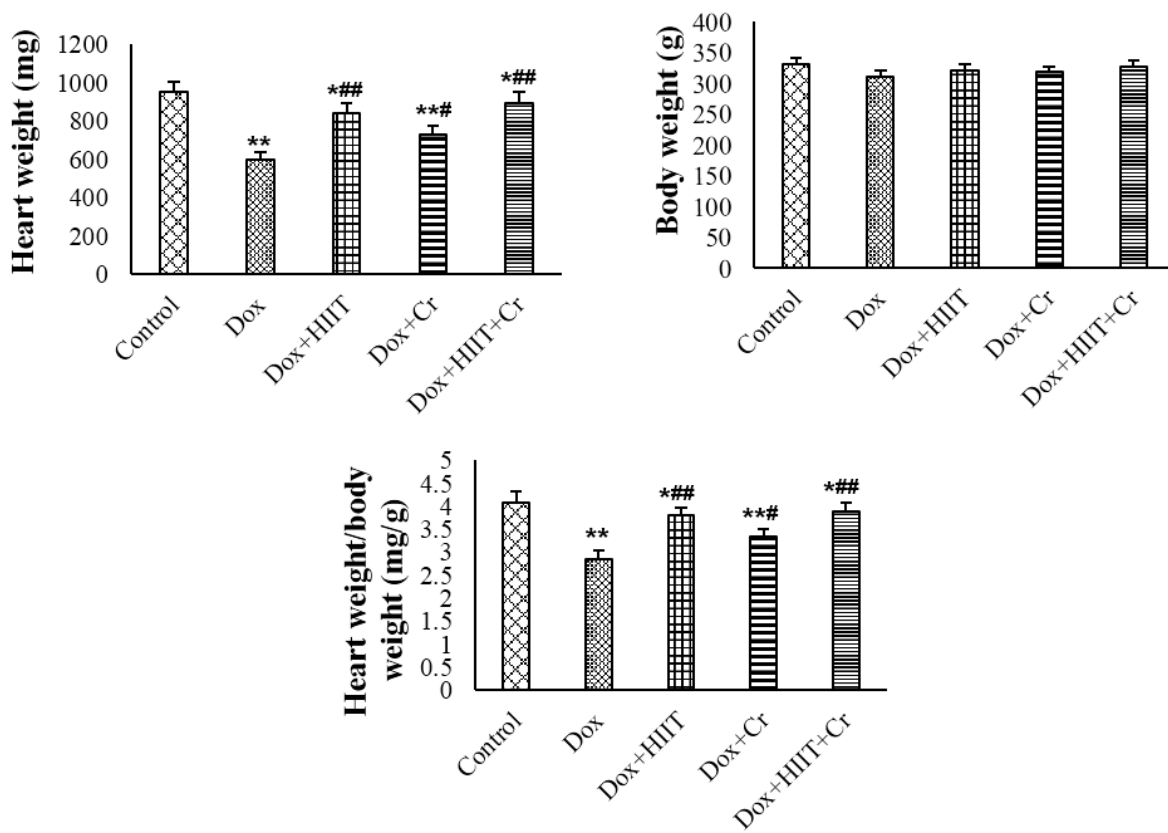 Heart weight (mg)
1200
1000
800
600
400
200
0
**
*##
**#
*##
Control
Dox
Dox+HIIT
Dox+Cr
Dox+HIIT+Cr
Body weight (g)
400
350
300
250
200
150
100
50
0
Control
Dox
Dox+HIIT
Dox+Cr
Dox+HIIT+Cr
Heart weight/body
weight (mg/g)
5
4.5
4
3.5
3
2.5
2
1.5
1
0.5
0
**
*##
**#
*##
Control
Dox
Dox+HIIT
Dox+Cr
Dox+HIIT+Cr